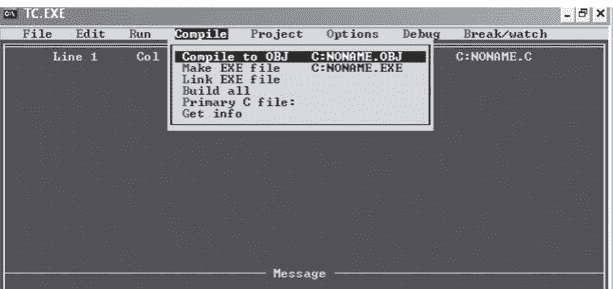 TC.EXE
File Edit Run Compile Project Options Debug Break/watch
Line 1 Col C:NONAME.C
Compile to OBJ C:NONAME.OBJ
Make EXE file C:NONAME.EXE
Link EXE file
Build all
Primary C file:
Get info
Message